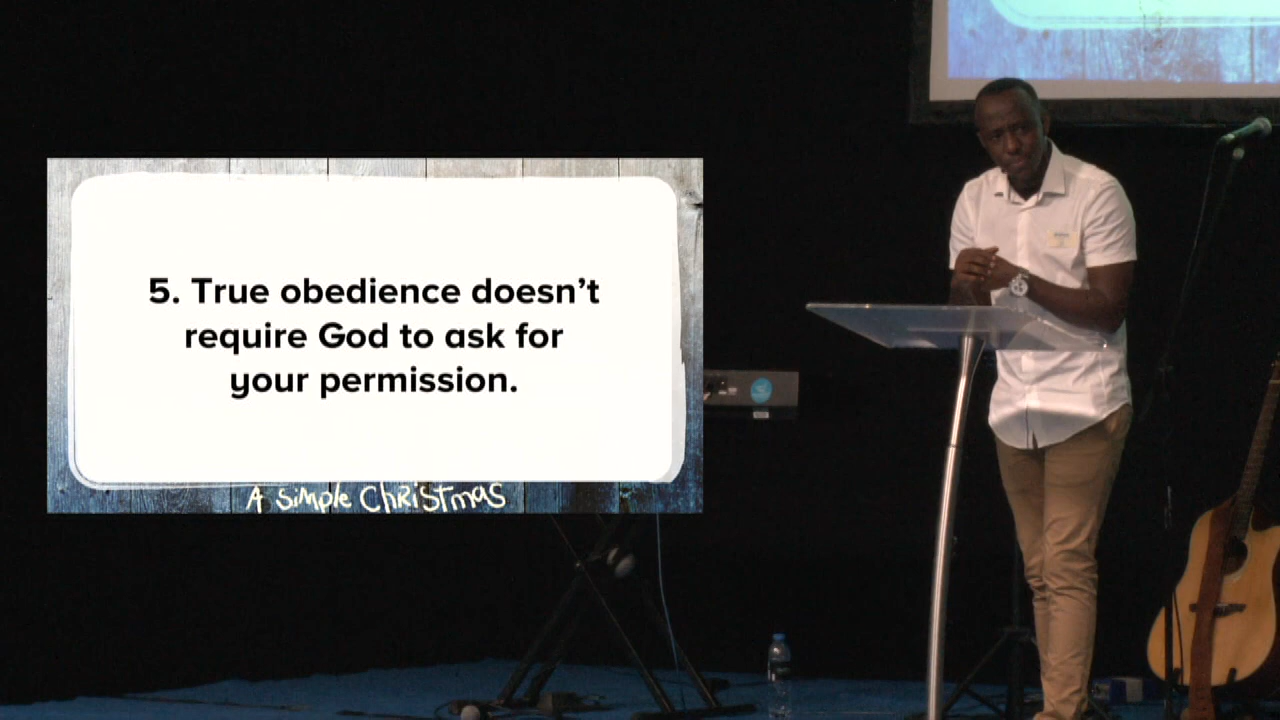 5. True obedience doesn't
require God to ask for
your permission.
A SiMple ChRiStmas